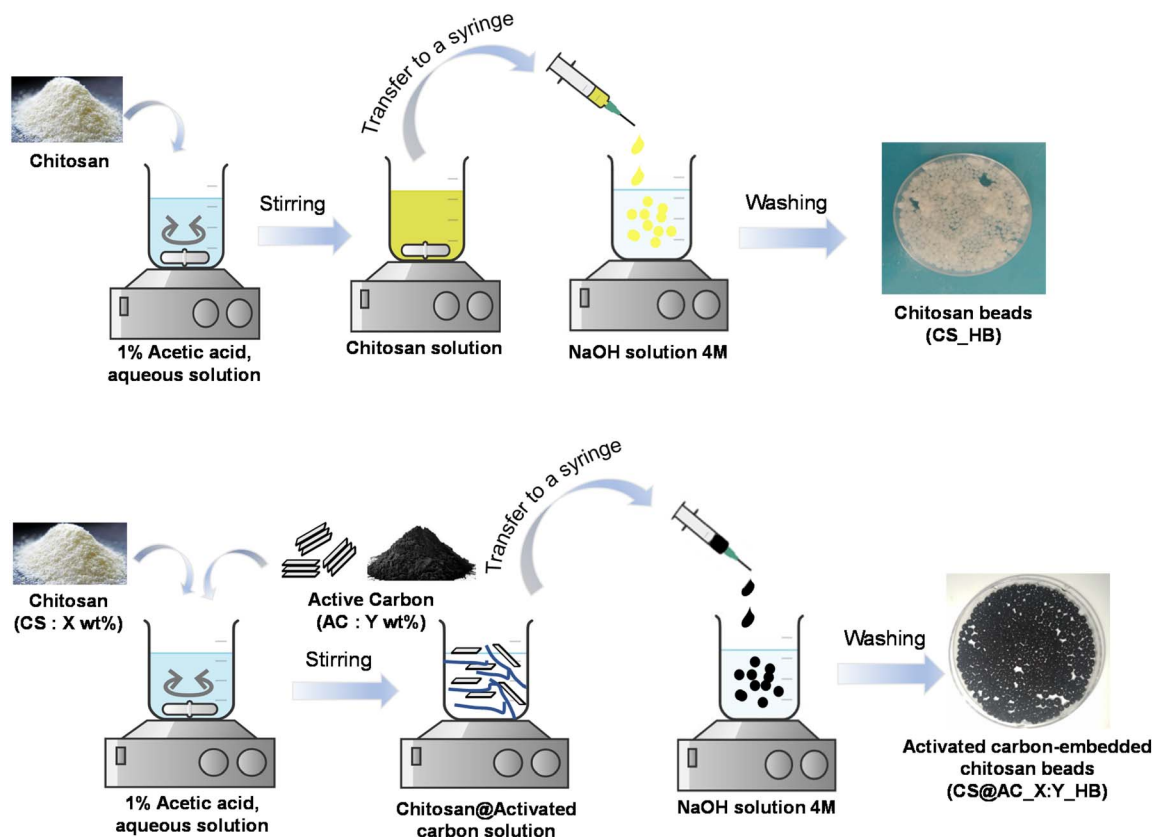 Transfer to a syringe
Chitosan
Stirring
Washing
1% Acetic acid,
aqueous solution
Chitosan solution
NaOH solution 4M
Chitosan beads
(CS_HB)
Transfer to a syringe
Chitosan
(CS : X wt%)
Active Carbon
(AC : Y wt%)
Stirring
Washing
1% Acetic acid,
aqueous solution
Chitosan@Activated
carbon solution
NaOH solution 4M
Activated carbon-embedded
chitosan beads
(CS@AC_X:Y_HB)